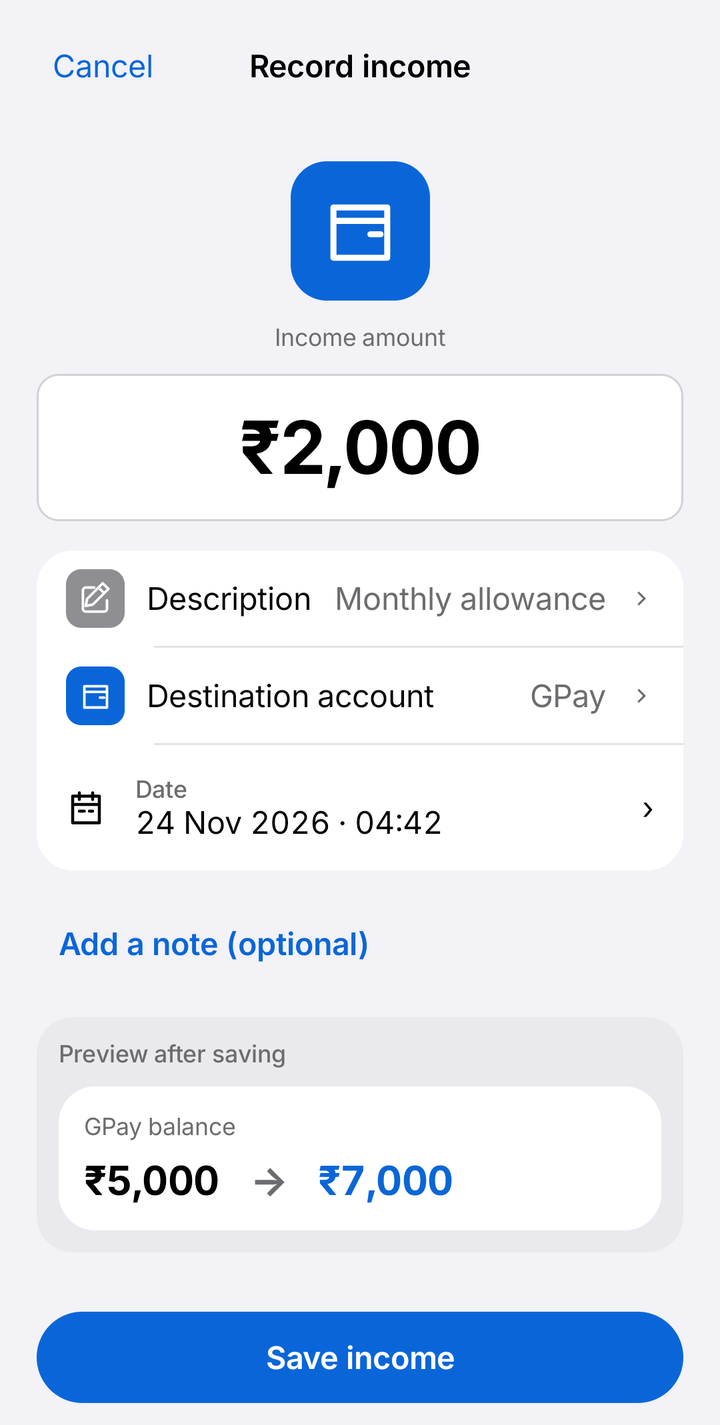 Cancel Record income
Income amount
₹2,000
Description Monthly allowance
Destination account GPay
Date
24 Nov 2026 · 04:42
Add a note (optional)
Preview after saving
GPay balance
₹5,000 → ₹7,000
Save income